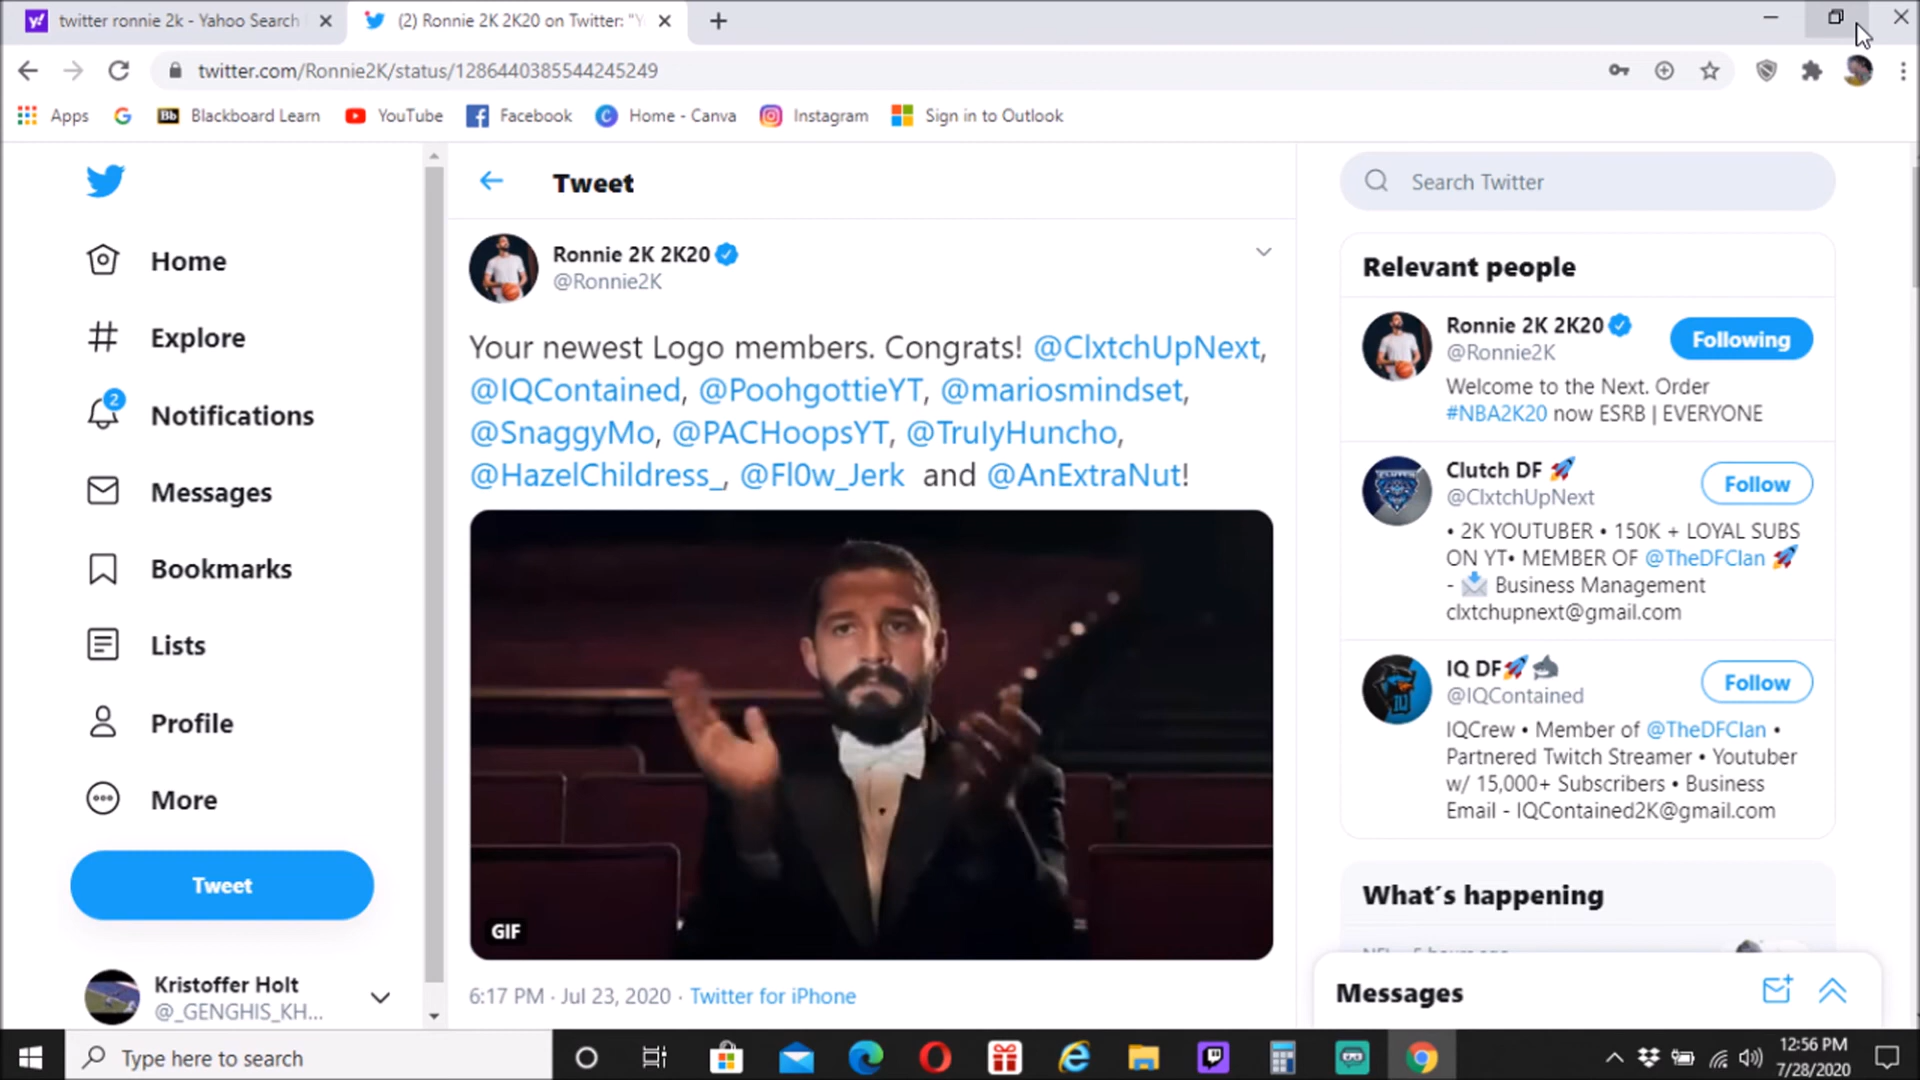 twitter ronnie 2k - Yahoo Search
(2) Ronnie 2K 2K20 on Twitter: "Y
twitter.com/Ronnie2K/status/1286440385544245249
Apps
Bb Blackboard Learn
YouTube
Facebook
Home - Canva
Instagram
Sign in to Outlook
Home
Explore
2
Notifications
Messages
Bookmarks
Lists
Profile
More
Tweet
Kristoffer Holt
@_GENGHIS_KH...
Tweet
Ronnie 2K 2K20
@Ronnie2K
Your newest Logo members. Congrats! @ClxtchUpNext,
@IQContained, @PoohgottieYT, @mariosmindset,
@SnaggyMo, @PACHoopsYT, @TruIyHuncho,
@HazelChildress_, @Fl0w_Jerk and @AnExtraNut!
GIF
6:17 PM · Jul 23, 2020 · Twitter for iPhone
Search Twitter
Relevant people
Ronnie 2K 2K20
@Ronnie2K
Following
Welcome to the Next. Order
#NBA2K20 now ESRB | EVERYONE
Clutch DF
@ClxtchUpNext
Follow
• 2K YOUTUBER • 150K + LOYAL SUBS
ON YT• MEMBER OF @TheDFClan
- Business Management
clxtchupnext@gmail.com
IQ DF
@IQContained
Follow
IQCrew • Member of @TheDFClan •
Partnered Twitch Streamer • Youtuber
w/ 15,000+ Subscribers • Business
Email - IQContained2K@gmail.com
What's happening
Messages
Type here to search
12:56 PM
7/28/2020